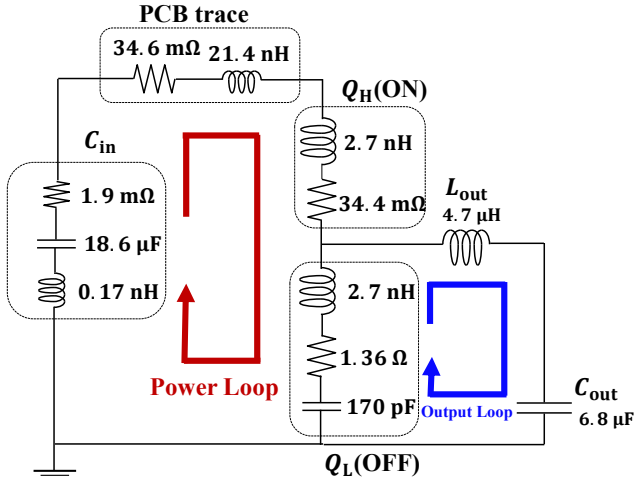 PCB trace
34.6 mΩ
21.4 nH
Q_H(ON)
C_in
2.7 nH
1.9 mΩ
34.4 mΩ
L_out
4.7 μH
18.6 μF
0.17 nH
2.7 nH
1.36 Ω
Power Loop
170 pF
Output Loop
C_out
6.8 μF
Q_L(OFF)